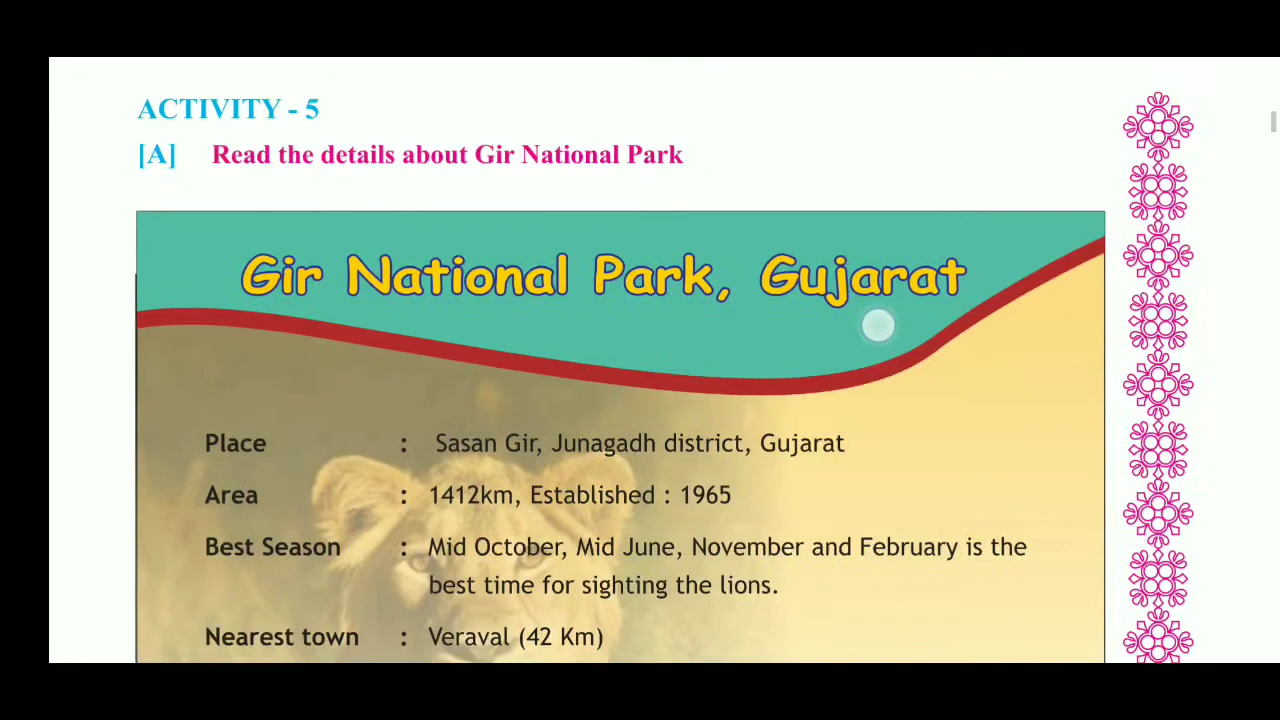 ACTIVITY - 5
[A] Read the details about Gir National Park
Gir National Park, Gujarat
Place : Sasan Gir, Junagadh district, Gujarat
Area : 1412km, Established : 1965
Best Season : Mid October, Mid June, November and February is the
best time for sighting the lions.
Nearest town : Veraval (42 Km)